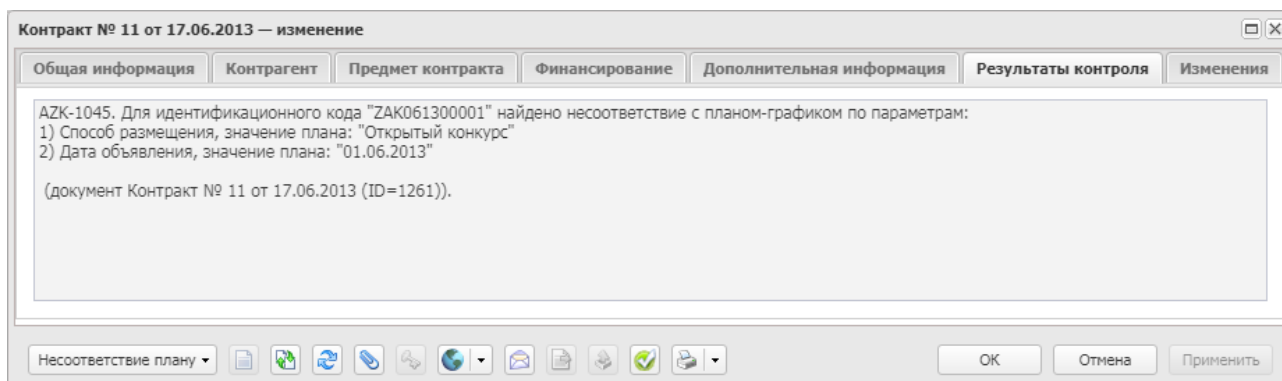 Контракт № 11 от 17.06.2013 — изменение
Общая информация Контрагент Предмет контракта Финансирование Дополнительная информация Результаты контроля Изменения
AZK-1045. Для идентификационного кода "ZAK061300001" найдено несоответствие с планом-графиком по параметрам:
1) Способ размещения, значение плана: "Открытый конкурс"
2) Дата объявления, значение плана: "01.06.2013"
(документ Контракт № 11 от 17.06.2013 (ID=1261)).
Несоответствие плану ОК Отмена Применить